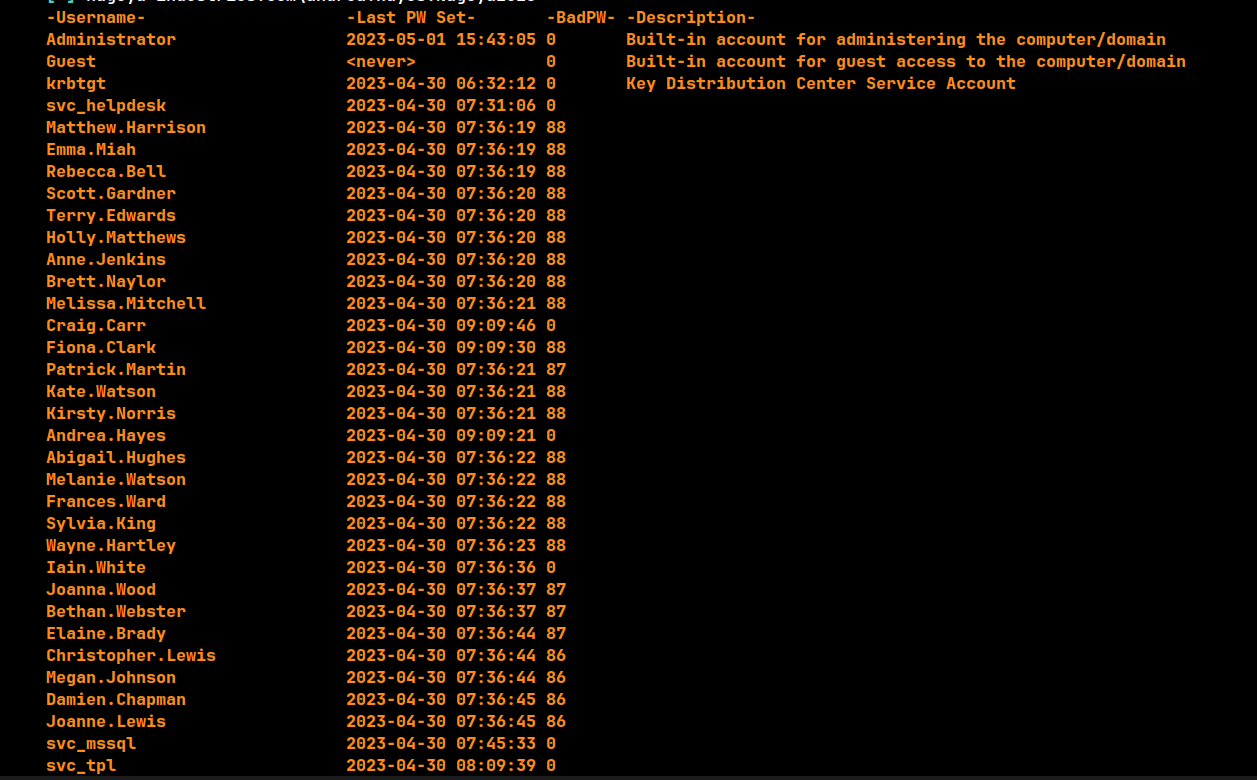 -Username- -Last PW Set- -BadPW- -Description-
Administrator 2023-05-01 15:43:05 0 Built-in account for administering the computer/domain
Guest <never> 0 Built-in account for guest access to the computer/domain
krbtgt 2023-04-30 06:32:12 0 Key Distribution Center Service Account
svc_helpdesk 2023-04-30 07:31:06 0
Matthew.Harrison 2023-04-30 07:36:19 88
Emma.Miah 2023-04-30 07:36:19 88
Rebecca.Bell 2023-04-30 07:36:19 88
Scott.Gardner 2023-04-30 07:36:20 88
Terry.Edwards 2023-04-30 07:36:20 88
Holly.Matthews 2023-04-30 07:36:20 88
Anne.Jenkins 2023-04-30 07:36:20 88
Brett.Naylor 2023-04-30 07:36:20 88
Melissa.Mitchell 2023-04-30 07:36:21 88
Craig.Carr 2023-04-30 09:09:46 0
Fiona.Clark 2023-04-30 09:09:30 88
Patrick.Martin 2023-04-30 07:36:21 87
Kate.Watson 2023-04-30 07:36:21 88
Kirsty.Norris 2023-04-30 07:36:21 88
Andrea.Hayes 2023-04-30 09:09:21 0
Abigail.Hughes 2023-04-30 07:36:22 88
Melanie.Watson 2023-04-30 07:36:22 88
Frances.Ward 2023-04-30 07:36:22 88
Sylvia.King 2023-04-30 07:36:22 88
Wayne.Hartley 2023-04-30 07:36:23 88
Iain.White 2023-04-30 07:36:36 0
Joanna.Wood 2023-04-30 07:36:37 87
Bethan.Webster 2023-04-30 07:36:37 87
Elaine.Brady 2023-04-30 07:36:44 87
Christopher.Lewis 2023-04-30 07:36:44 86
Megan.Johnson 2023-04-30 07:36:44 86
Damien.Chapman 2023-04-30 07:36:45 86
Joanne.Lewis 2023-04-30 07:36:45 86
svc_mssql 2023-04-30 07:45:33 0
svc_tpl 2023-04-30 08:09:39 0